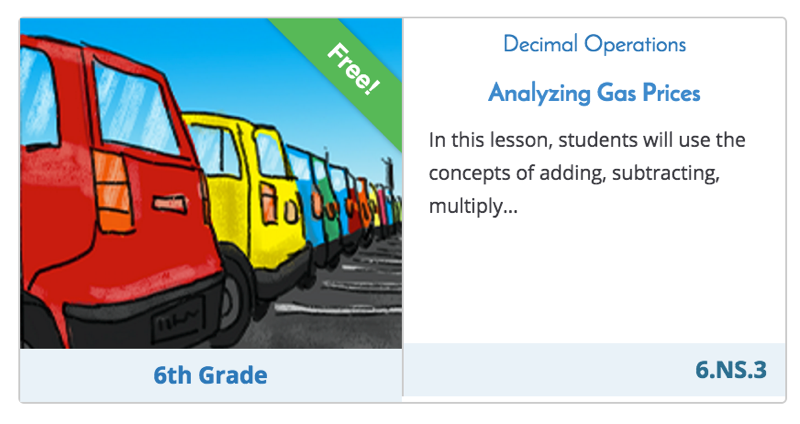 Free!
6th Grade
Decimal Operations
Analyzing Gas Prices
In this lesson, students will use the
concepts of adding, subtracting,
multiply...
6.NS.3